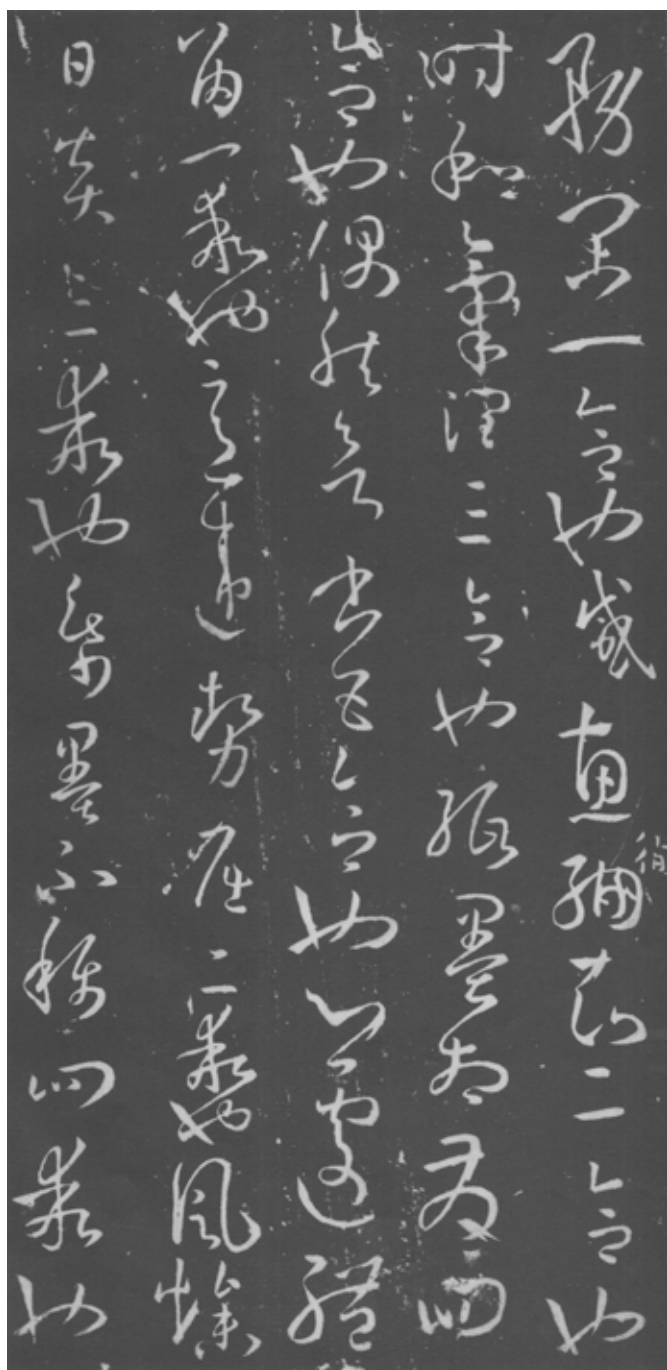 務閑一合也感惠徇知二合也
時和氣潤三合也紙墨相發四
合也偶然欲書五合也心遽體
留一乖也意違勢屈二乖也風燥
日炎三乖也紙墨不稱四乖也